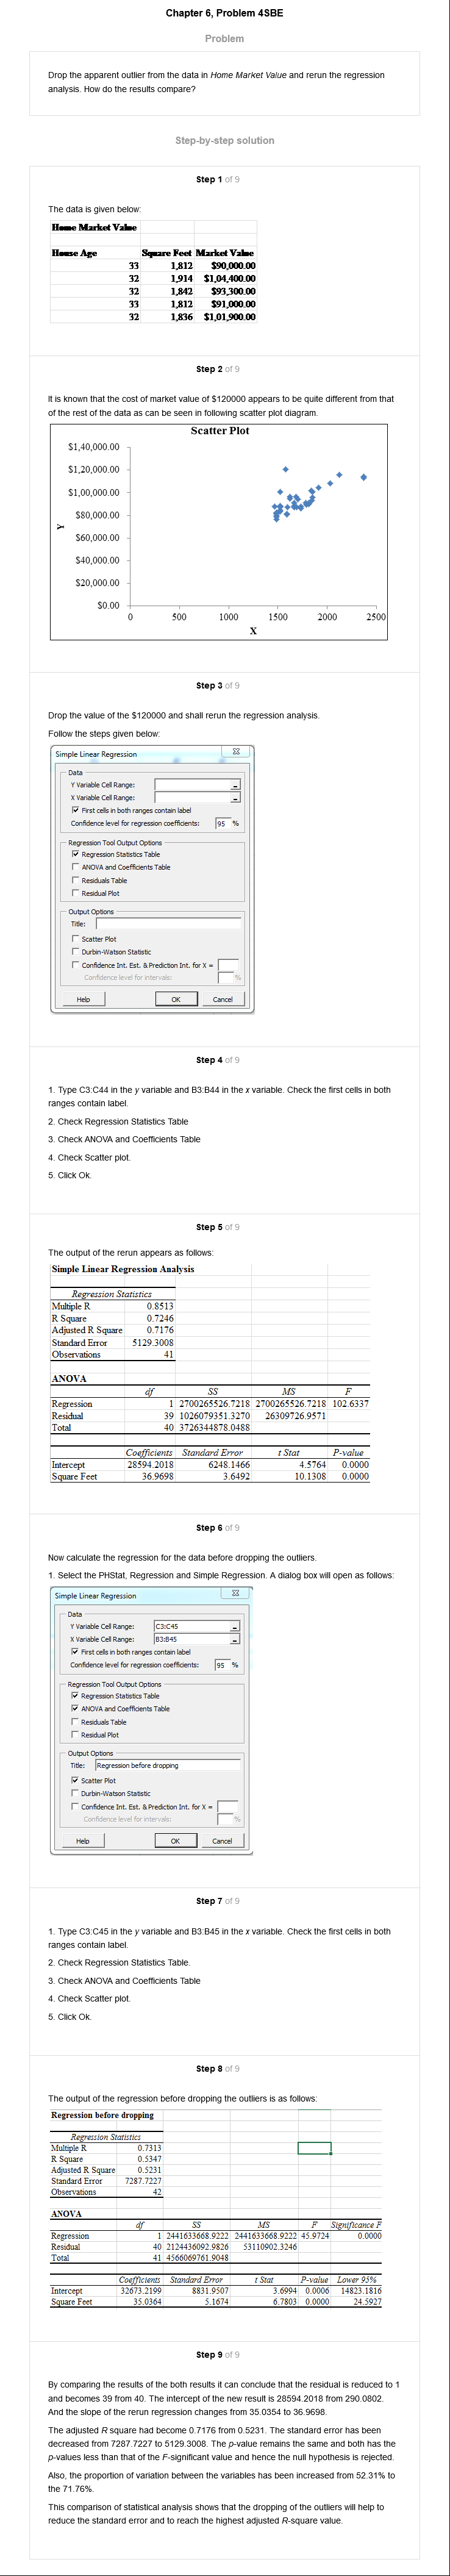 Chapter 6, Problem 4SBE
Problem
Drop the apparent outlier from the data in Home Market Value and rerun the regression
analysis. How do the results compare?
Step-by-step solution
Step 1 of 9
The data is given below:
House Market Value
House Age Square Feet Market Value
33 1,812 $90,000.00
32 1,914 $1,04,400.00
32 1,842 $93,300.00
33 1,812 $91,000.00
32 1,836 $1,01,900.00
Step 2 of 9
It is known that the cost of market value of $120000 appears to be quite different from that
of the rest of the data as can be seen in following scatter plot diagram.
Scatter Plot
$1,40,000.00
$1,20,000.00
$1,00,000.00
$80,000.00
Y
$60,000.00
$40,000.00
$20,000.00
$0.00
0 500 1000 1500 2000 2500
X
Step 3 of 9
Drop the value of the $120000 and shall rerun the regression analysis.
Follow the steps given below:
Simple Linear Regression
Data
Y Variable Cell Range:
X Variable Cell Range:
First cells in both ranges contain label
Confidence level for regression coefficients: 95 %
Regression Tool Output Options
Regression Statistics Table
ANOVA and Coefficients Table
Residuals Table
Residual Plot
Output Options
Title:
Scatter Plot
Durbin-Watson Statistic
Confidence Int. Est. & Prediction Int. for X =
Confidence level for intervals: %
Help OK Cancel
Step 4 of 9
1. Type C3:C44 in the y variable and B3:B44 in the x variable. Check the first cells in both
ranges contain label.
2. Check Regression Statistics Table
3. Check ANOVA and Coefficients Table
4. Check Scatter plot.
5. Click Ok.
Step 5 of 9
The output of the rerun appears as follows:
Simple Linear Regression Analysis
Regression Statistics
Multiple R 0.8513
R Square 0.7246
Adjusted R Square 0.7176
Standard Error 5129.3008
Observations 41
ANOVA
df SS MS F
Regression 1 2700265526.7218 2700265526.7218 102.6337
Residual 39 1026079351.3270 26309726.9571
Total 40 3726344878.0488
Coefficients Standard Error t Stat P-value
Intercept 28594.2018 6248.1466 4.5764 0.0000
Square Feet 36.9698 3.6492 10.1308 0.0000
Step 6 of 9
Now calculate the regression for the data before dropping the outliers.
1. Select the PHStat, Regression and Simple Regression. A dialog box will open as follows:
Simple Linear Regression
Data
Y Variable Cell Range: C3:C45
X Variable Cell Range: B3:B45
First cells in both ranges contain label
Confidence level for regression coefficients: 95 %
Regression Tool Output Options
Regression Statistics Table
ANOVA and Coefficients Table
Residuals Table
Residual Plot
Output Options
Title: Regression before dropping
Scatter Plot
Durbin-Watson Statistic
Confidence Int. Est. & Prediction Int. for X =
Confidence level for intervals: %
Help OK Cancel
Step 7 of 9
1. Type C3:C45 in the y variable and B3:B45 in the x variable. Check the first cells in both
ranges contain label.
2. Check Regression Statistics Table.
3. Check ANOVA and Coefficients Table
4. Check Scatter plot.
5. Click Ok.
Step 8 of 9
The output of the regression before dropping the outliers is as follows:
Regression before dropping
Regression Statistics
Multiple R 0.7313
R Square 0.5347
Adjusted R Square 0.5231
Standard Error 7287.7227
Observations 42
ANOVA
df SS MS F Significance F
Regression 1 2441633668.9222 2441633668.9222 45.9724 0.0000
Residual 40 2124436092.9826 53110902.3246
Total 41 4566069761.9048
Coefficients Standard Error t Stat P-value Lower 95%
Intercept 32673.2199 8831.9507 3.6994 0.0006 14823.1816
Square Feet 35.0364 5.1674 6.7803 0.0000 24.5927
Step 9 of 9
By comparing the results of the both results it can conclude that the residual is reduced to 1
and becomes 39 from 40. The intercept of the new result is 28594.2018 from 290.0802.
And the slope of the rerun regression changes from 35.0354 to 36.9698.
The adjusted R square had become 0.7176 from 0.5231. The standard error has been
decreased from 7287.7227 to 5129.3008. The p-value remains the same and both has the
p-values less than that of the F-significant value and hence the null hypothesis is rejected.
Also, the proportion of variation between the variables has been increased from 52.31% to
the 71.76%.
This comparison of statistical analysis shows that the dropping of the outliers will help to
reduce the standard error and to reach the highest adjusted R-square value.